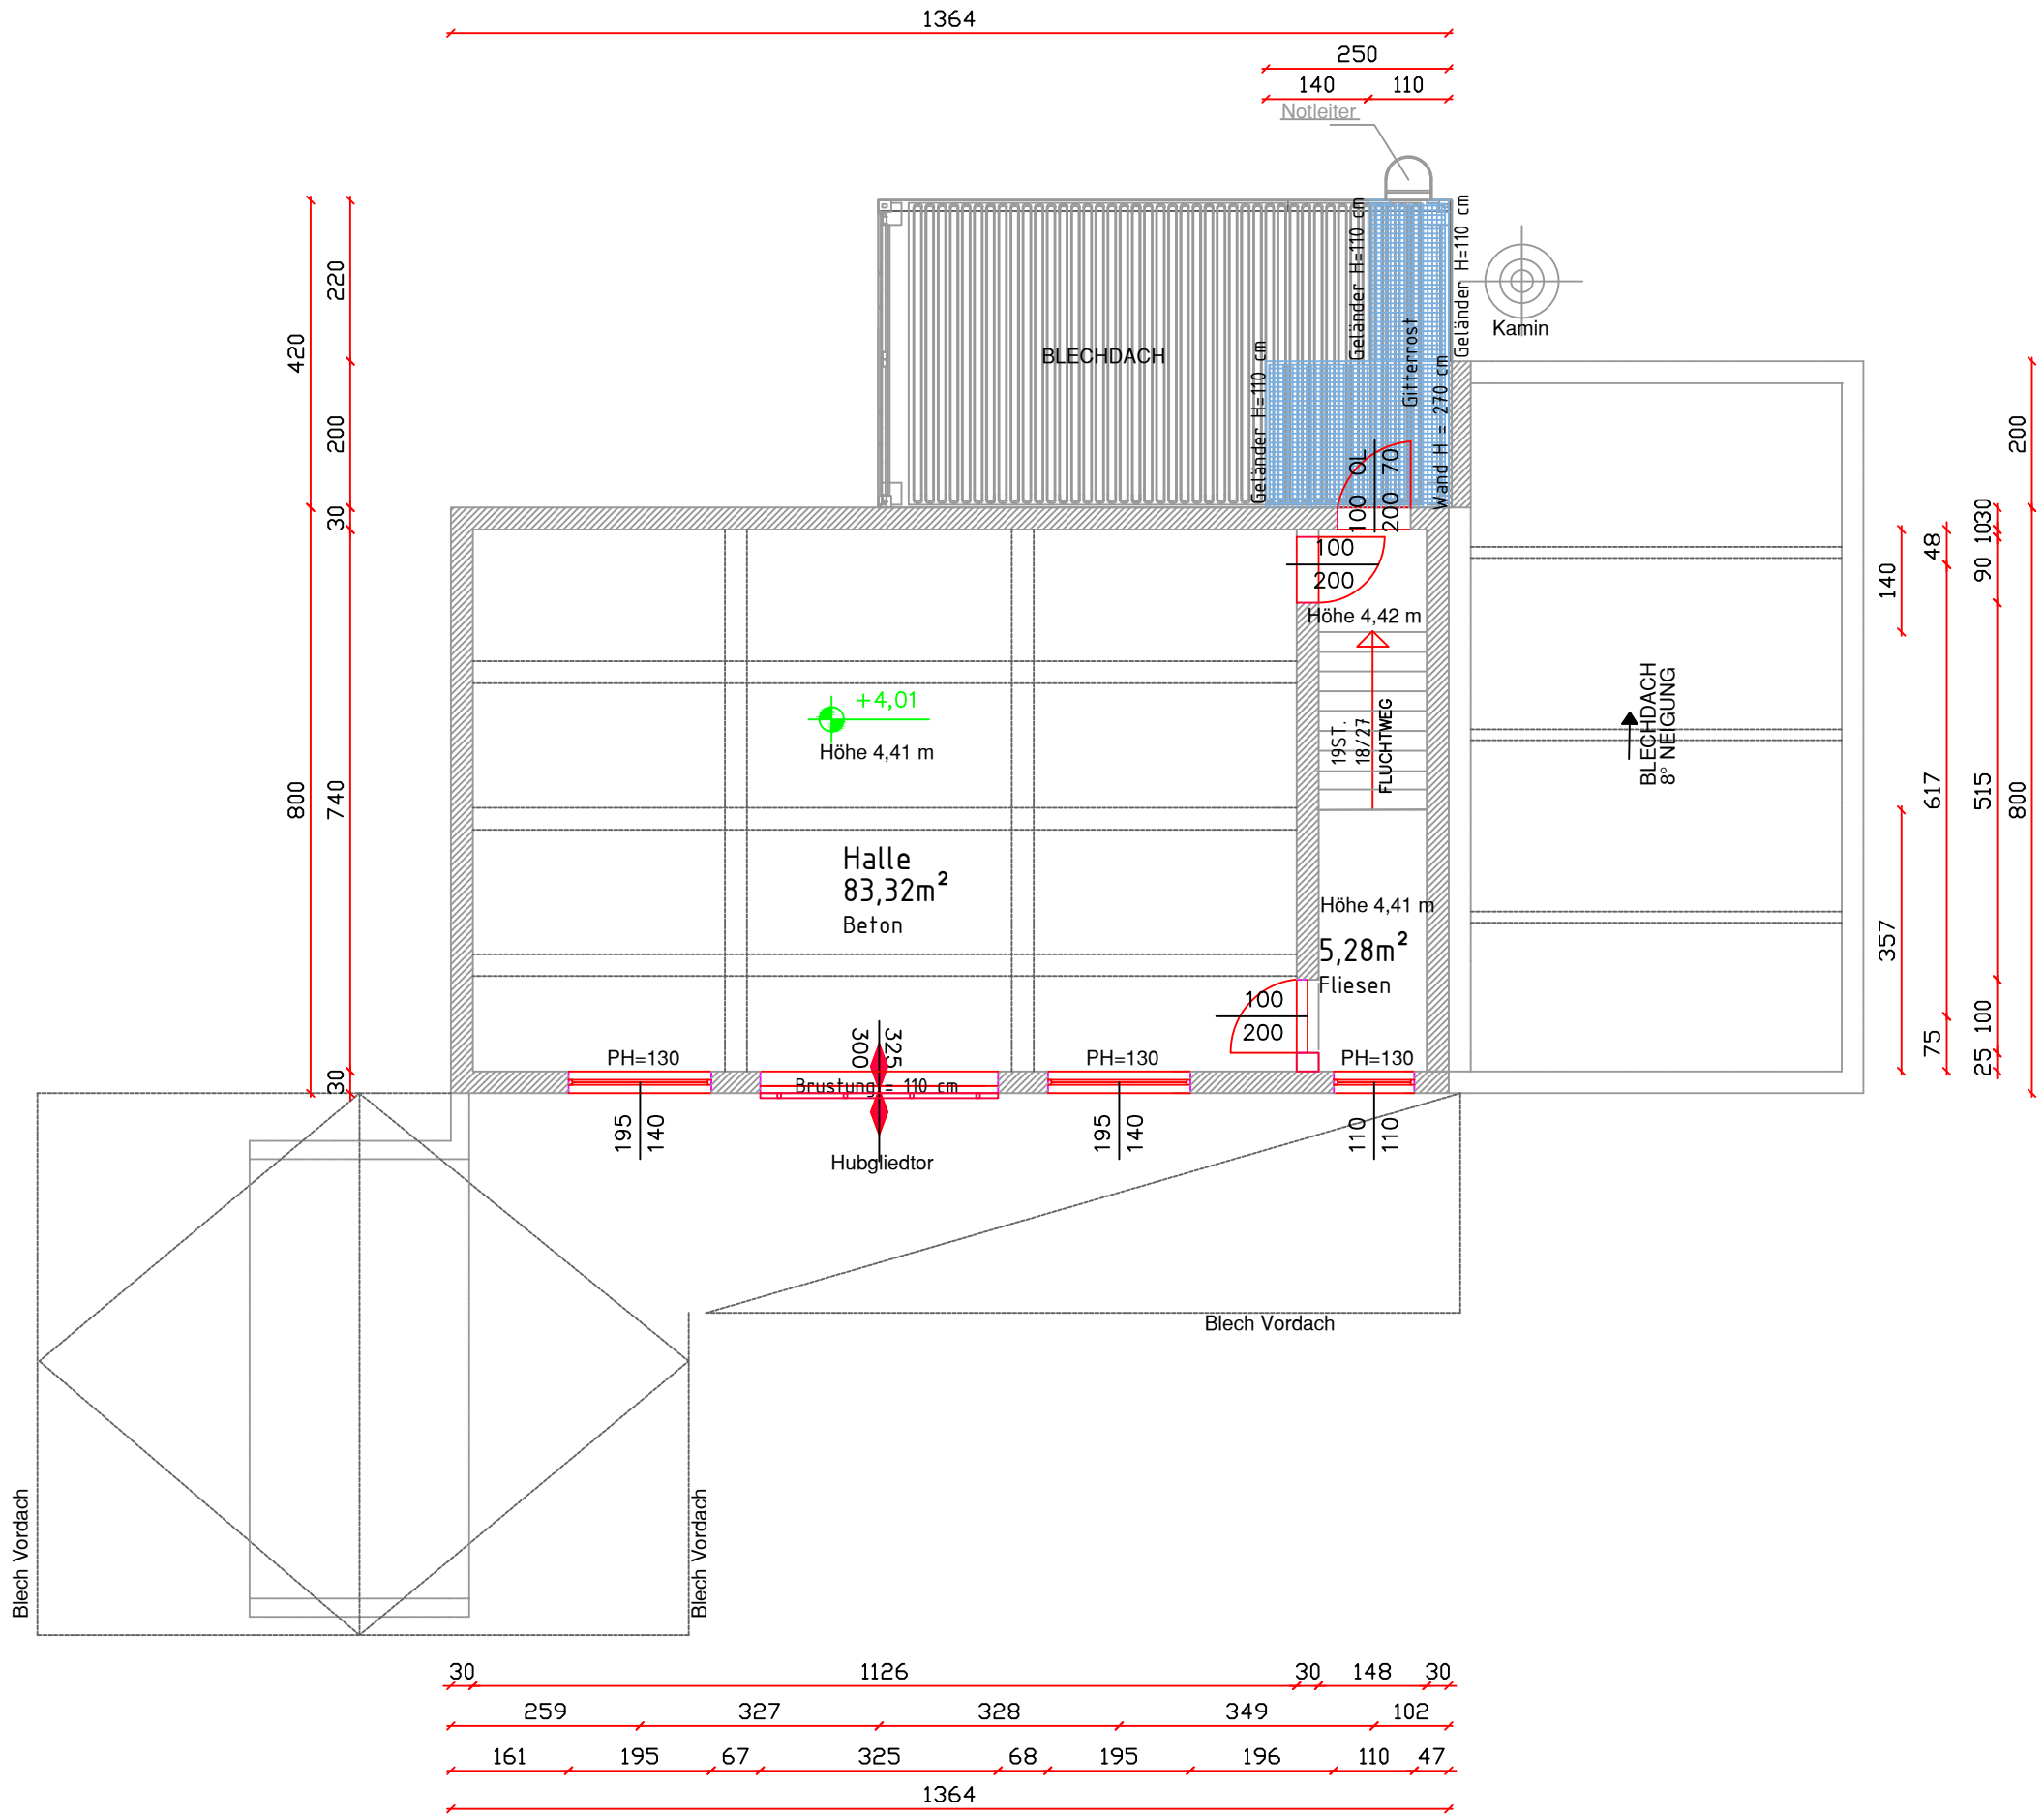 1364
250
140
110
Notleiter
220
420
200
Geländer H=110 cm
Geländer H=110 cm
Geländer H=110 cm
Gitterrost
Wand H = 270 cm
BLECHDACH
Kamin
200
30
100
OL
200
70
100
200
Höhe 4,42 m
30
10
48
90
140
+4,01
Höhe 4,41 m
19ST.
18/27
FLUCHTWEG
BLECHDACH
8° NEIGUNG
800
740
617
515
800
Halle
83,32m²
Beton
Höhe 4,41 m
5,28m²
Fliesen
357
100
200
100
75
25
30
PH=130
300
325
PH=130
PH=130
Brustung = 110 cm
195
140
195
140
110
110
Hubgliedtor
Blech Vordach
Blech Vordach
Blech Vordach
30
1126
30
148
30
259
327
328
349
102
161
195
67
325
68
195
196
110
47
1364